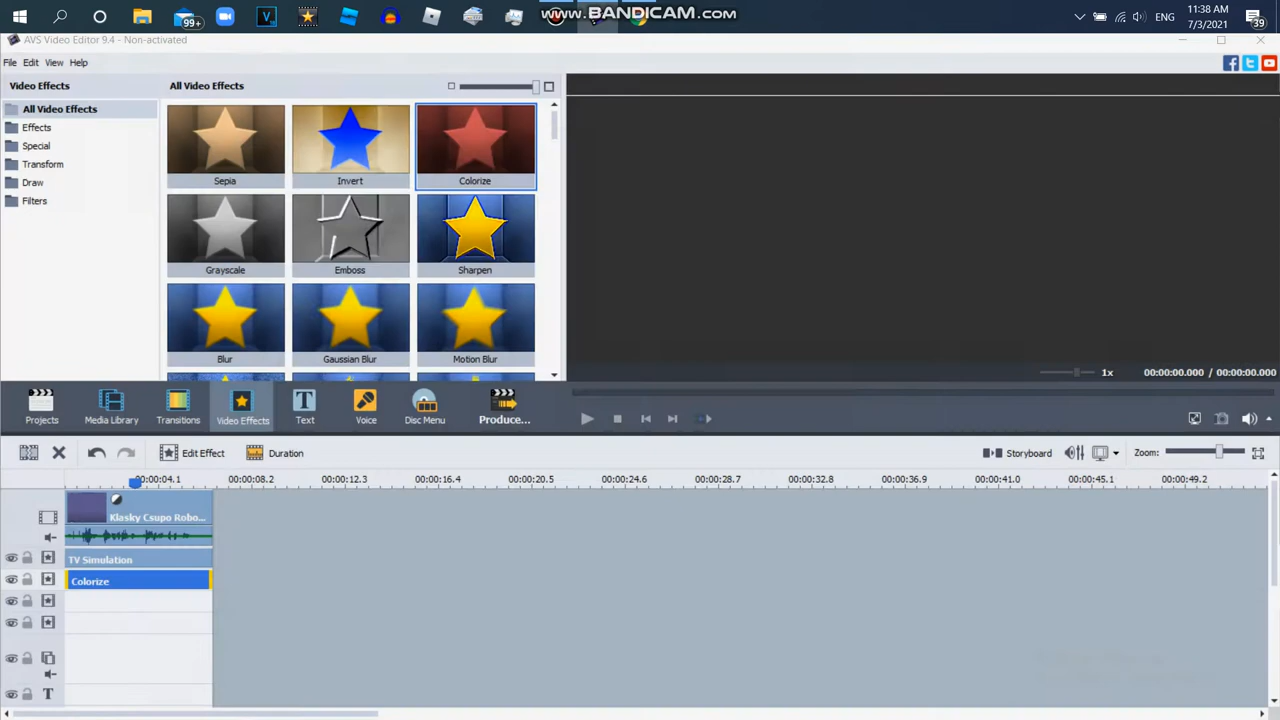 WWW.BANDICAM.COM
99+
ENG
11:38 AM
7/3/2021
39
AVS Video Editor 9.4 - Non-activated
File Edit View Help
Video Effects
All Video Effects
All Video Effects
Effects
Special
Transform
Draw
Filters
Sepia
Invert
Colorize
Grayscale
Emboss
Sharpen
Blur
Gaussian Blur
Motion Blur
1x
00:00:00.000 / 00:00:00.000
Projects
Media Library
Transitions
Video Effects
Text
Voice
Disc Menu
Produce...
Edit Effect
Duration
Storyboard
Zoom:
00:00:04.1 00:00:08.2 00:00:12.3 00:00:16.4 00:00:20.5 00:00:24.6 00:00:28.7 00:00:32.8 00:00:36.9 00:00:41.0 00:00:45.1 00:00:49.2
Klasky Csupo Robo...
TV Simulation
Colorize